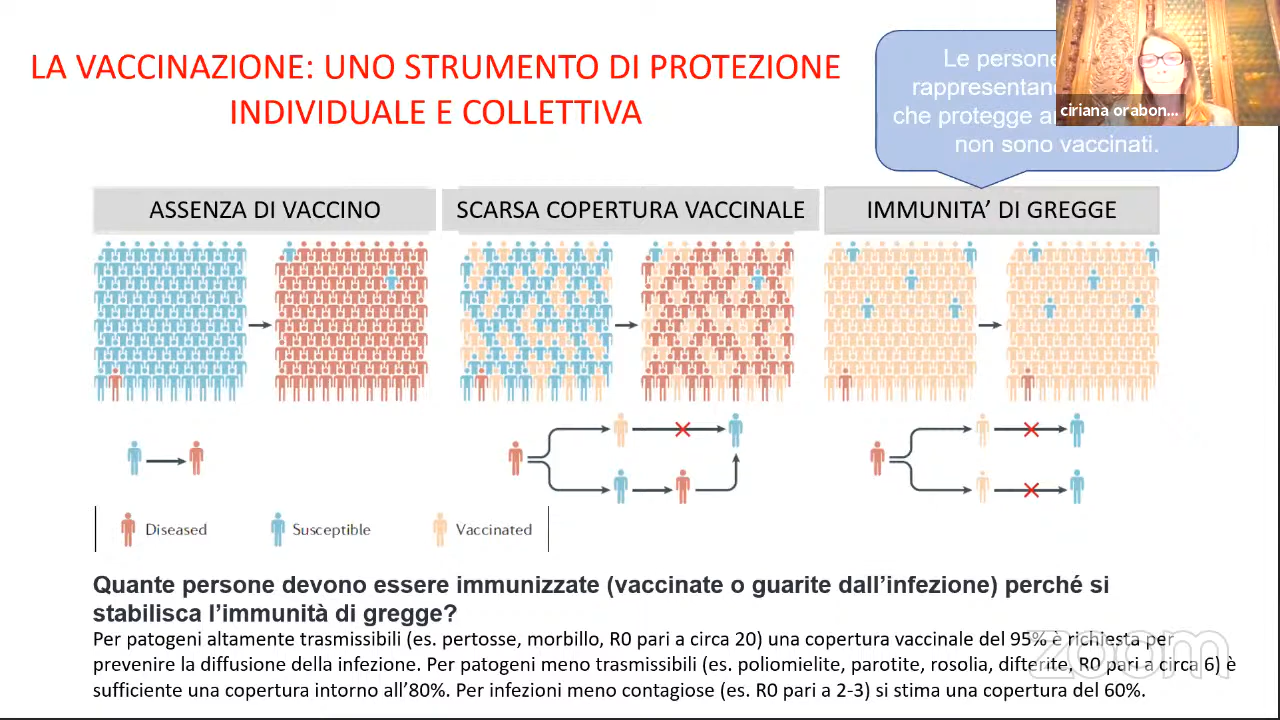 LA VACCINAZIONE: UNO STRUMENTO DI PROTEZIONE
INDIVIDUALE E COLLETTIVA
Le persone
rappresentan
che protegge a
non sono vaccinati.
ciriana orabon...
ASSENZA DI VACCINO
SCARSA COPERTURA VACCINALE
IMMUNITA’ DI GREGGE
Diseased
Susceptible
Vaccinated
Quante persone devono essere immunizzate (vaccinate o guarite dall’infezione) perché si
stabilisca l’immunità di gregge?
Per patogeni altamente trasmissibili (es. pertosse, morbillo, R0 pari a circa 20) una copertura vaccinale del 95% è richiesta per
prevenire la diffusione della infezione. Per patogeni meno trasmissibili (es. poliomielite, parotite, rosolia, difterite, R0 pari a circa 6) è
sufficiente una copertura intorno all’80%. Per infezioni meno contagiose (es. R0 pari a 2-3) si stima una copertura del 60%.
zoom